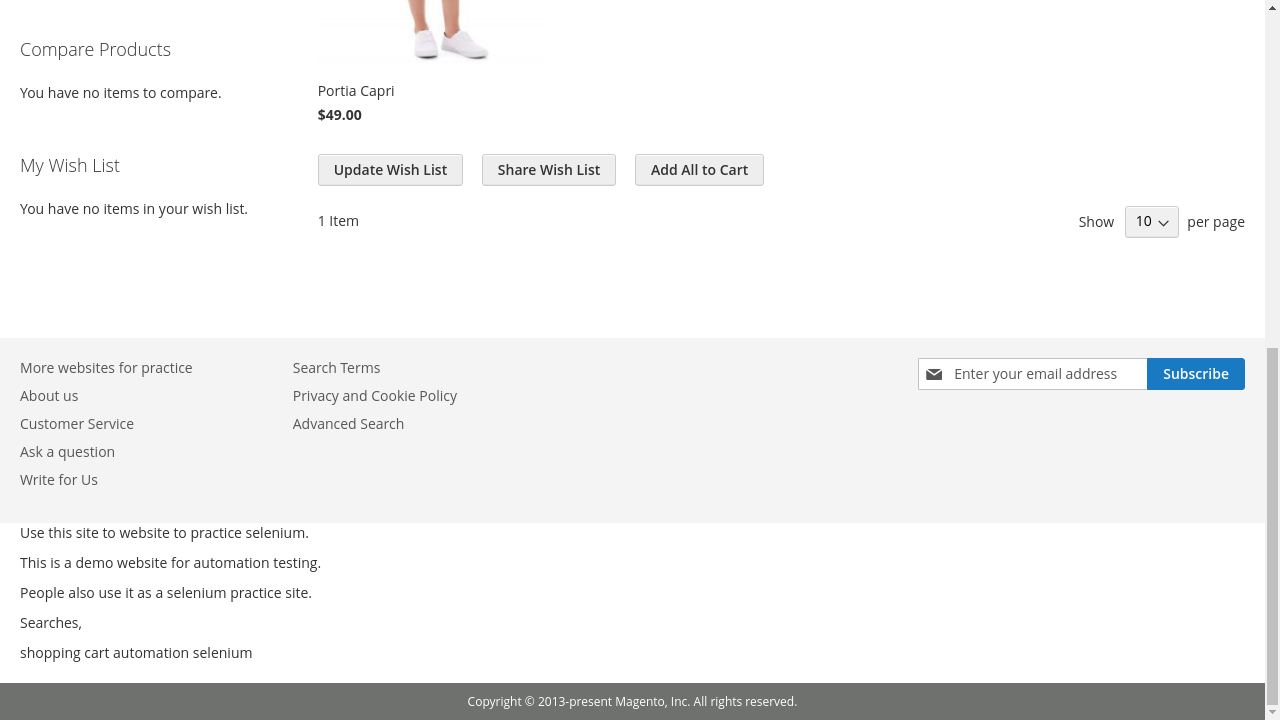 Compare Products
You have no items to compare.
My Wish List
You have no items in your wish list.
Portia Capri
$49.00
Update Wish List
Share Wish List
Add All to Cart
1 Item
Show 10 per page
More websites for practice
About us
Customer Service
Ask a question
Write for Us
Search Terms
Privacy and Cookie Policy
Advanced Search
Enter your email address
Subscribe
Use this site to website to practice selenium.
This is a demo website for automation testing.
People also use it as a selenium practice site.
Searches,
shopping cart automation selenium
Copyright © 2013-present Magento, Inc. All rights reserved.